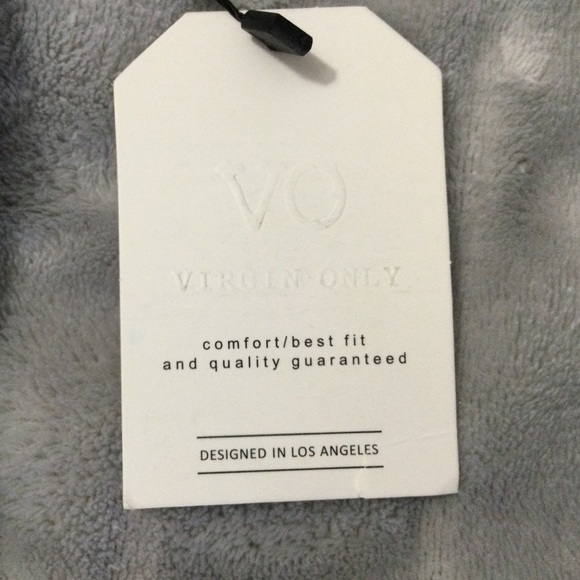 VO
VIRGIN ONLY
comfort/best fit
and quality guaranteed
DESIGNED IN LOS ANGELES